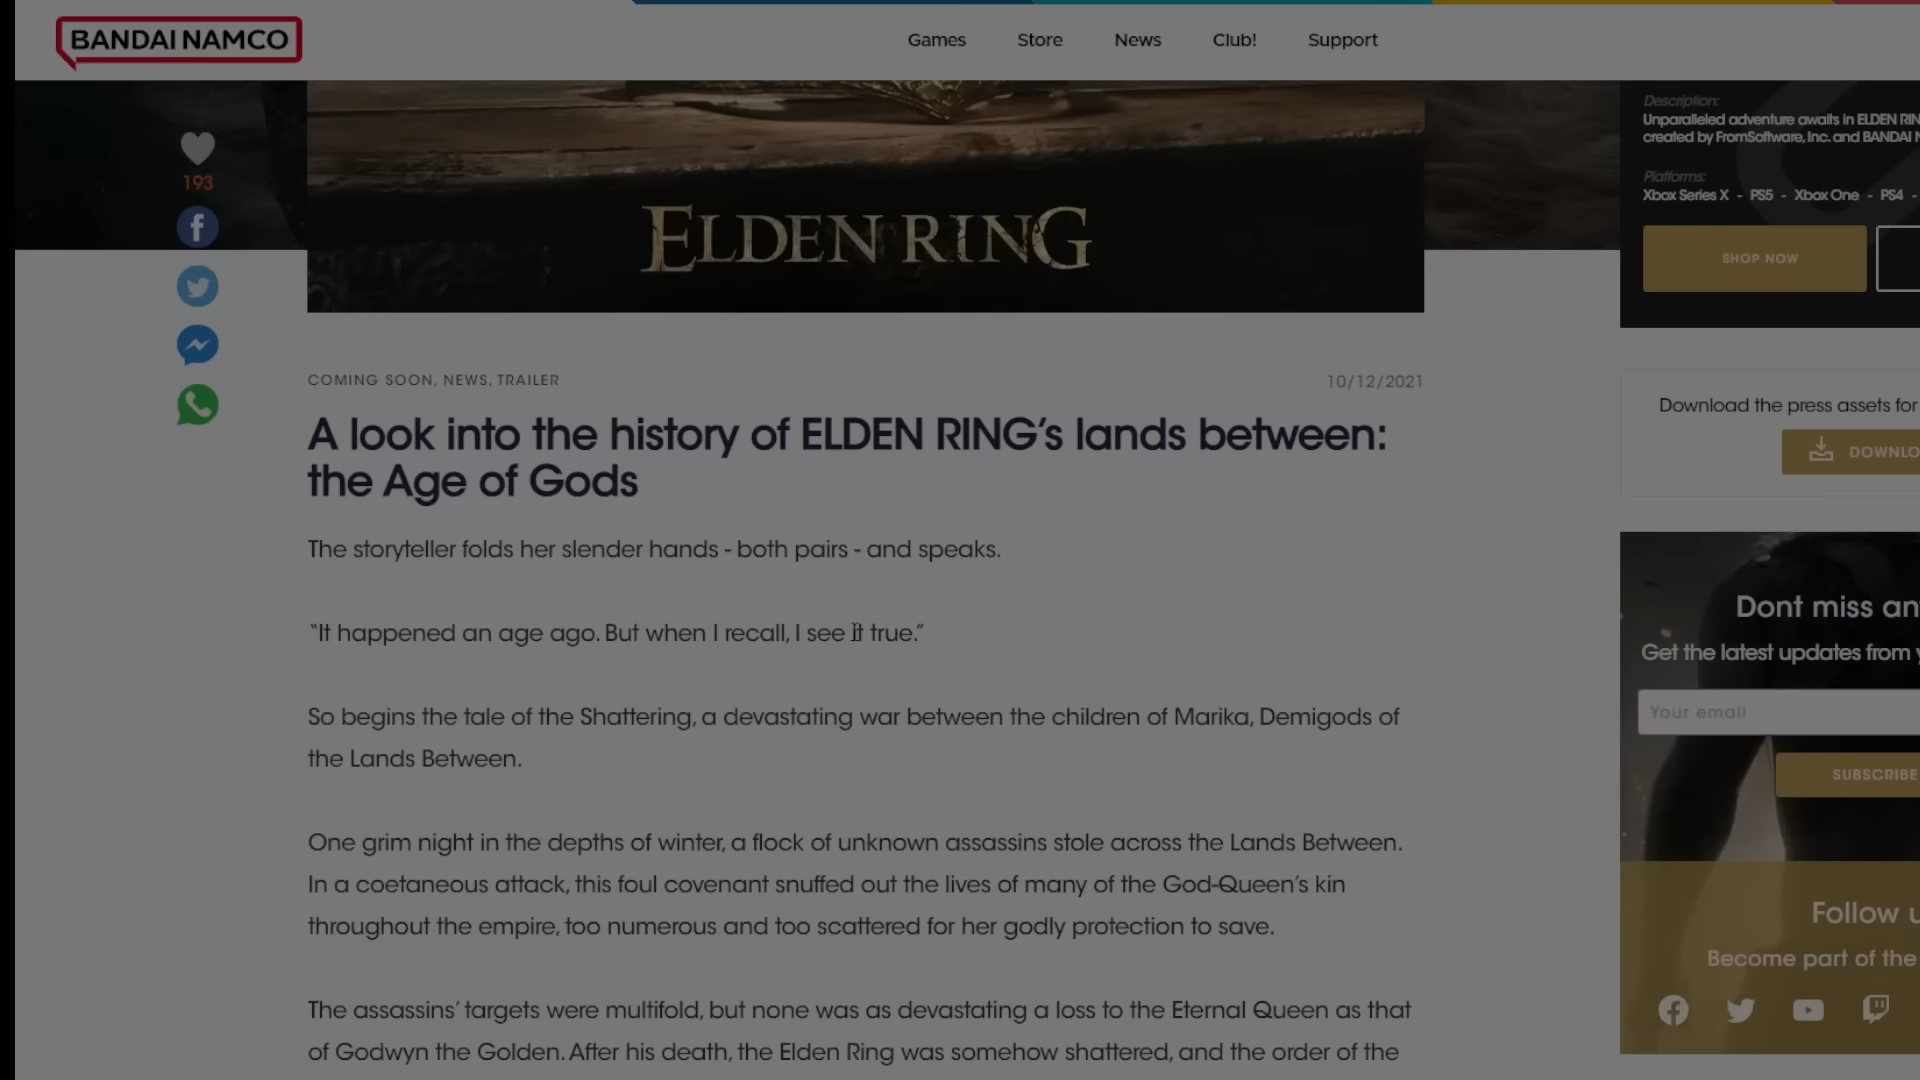 BANDAI NAMCO
Games Store News Club! Support
193
ELDEN RING
Description:
Unparalleled adventure awaits in ELDEN RIN
created by FromSoftware, Inc. and BANDAI N
Platforms:
Xbox Series X - PS5 - Xbox One - PS4 -
SHOP NOW
COMING SOON, NEWS, TRAILER
10/12/2021
A look into the history of ELDEN RING’s lands between:
the Age of Gods
The storyteller folds her slender hands - both pairs - and speaks.
“It happened an age ago. But when I recall, I see it true.”
So begins the tale of the Shattering, a devastating war between the children of Marika, Demigods of
the Lands Between.
One grim night in the depths of winter, a flock of unknown assassins stole across the Lands Between.
In a coetaneous attack, this foul covenant snuffed out the lives of many of the God-Queen’s kin
throughout the empire, too numerous and too scattered for her godly protection to save.
The assassins’ targets were multifold, but none was as devastating a loss to the Eternal Queen as that
of Godwyn the Golden. After his death, the Elden Ring was somehow shattered, and the order of the
Download the press assets for
DOWNLO
Dont miss an
Get the latest updates from y
Your email
SUBSCRIBE
Follow u
Become part of the